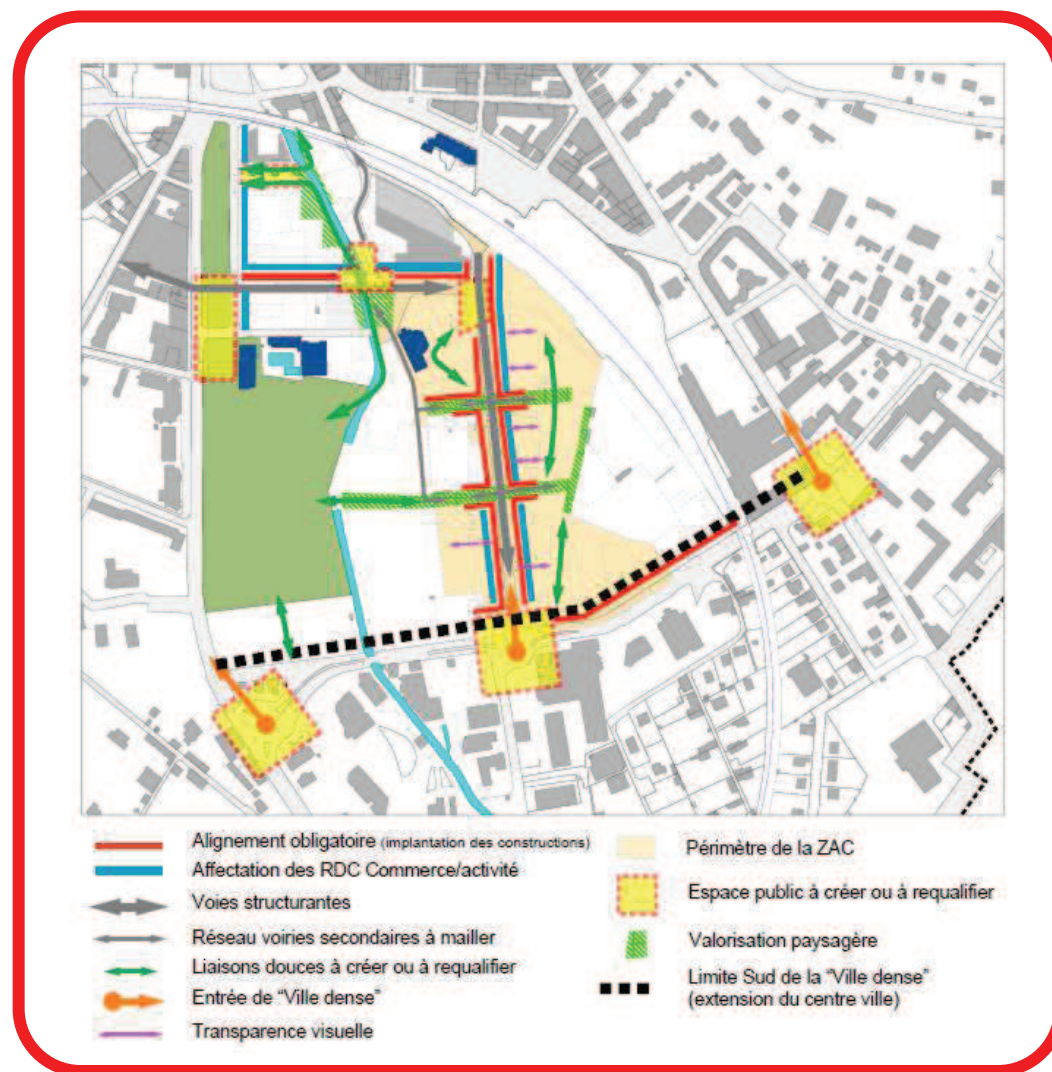 Alignement obligatoire (implantation des constructions)
Affectation des RDC Commerce/activité
Voies structurantes
Réseau voiries secondaires à mailler
Liaisons douces à créer ou à requalifier
Entrée de "Ville dense"
Transparence visuelle
Périmètre de la ZAC
Espace public à créer ou à requalifier
Valorisation paysagère
Limite Sud de la "Ville dense"
(extension du centre ville)